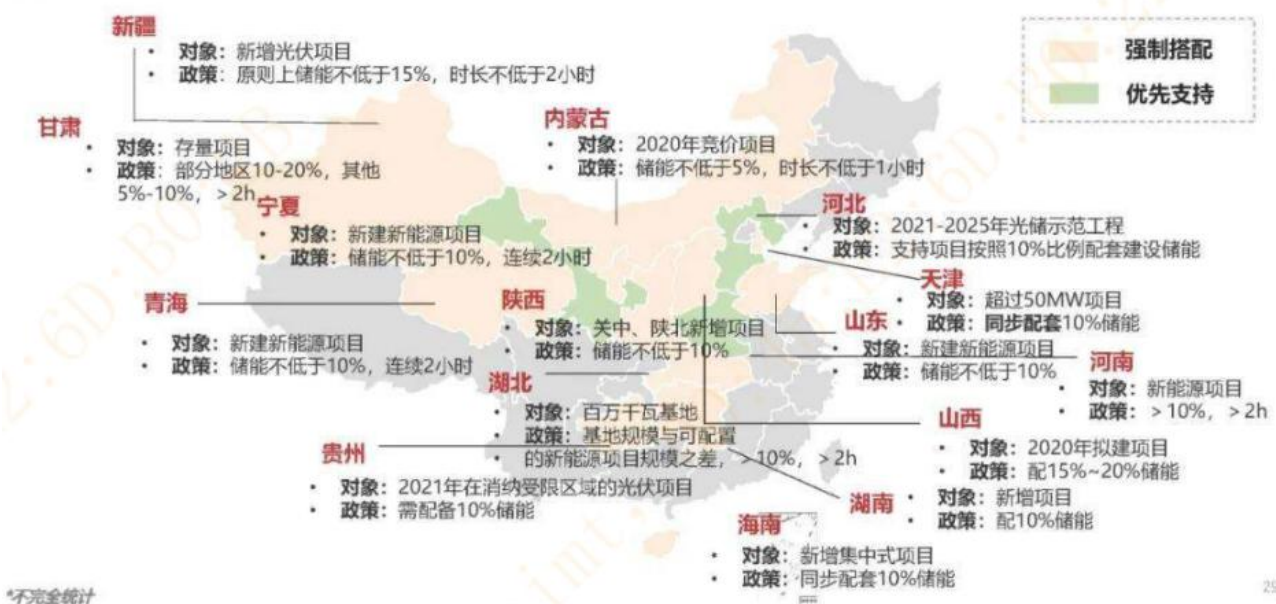 新疆
• 对象：新增光伏项目
• 政策：原则上储能不低于15%，时长不低于2小时
强制搭配
优先支持
甘肃
• 对象：存量项目
• 政策：部分地区10-20%，其他
5%-10%，＞2h
内蒙古
• 对象：2020年竞价项目
• 政策：储能不低于5%，时长不低于1小时
宁夏
• 对象：新建新能源项目
• 政策：储能不低于10%，连续2小时
河北
• 对象：2021-2025年光储示范工程
• 政策：支持项目按照10%比例配套建设储能
天津
• 对象：超过50MW项目
• 政策：同步配套10%储能
青海
• 对象：新建新能源项目
• 政策：储能不低于10%，连续2小时
陕西
• 对象：关中、陕北新增项目
• 政策：储能不低于10%
山东
• 对象：新建新能源项目
• 政策：储能不低于10%
河南
• 对象：新能源项目
• 政策：＞10%，＞2h
湖北
• 对象：百万千瓦基地
• 政策：基地规模与可配置
• 的新能源项目规模之差，＞10%，＞2h
山西
• 对象：2020年拟建项目
• 政策：配15%~20%储能
贵州
• 对象：2021年在消纳受限区域的光伏项目
• 政策：需配备10%储能
湖南
• 对象：新增项目
• 政策：配10%储能
海南
• 对象：新增集中式项目
• 政策：同步配套10%储能
*不完全统计
29